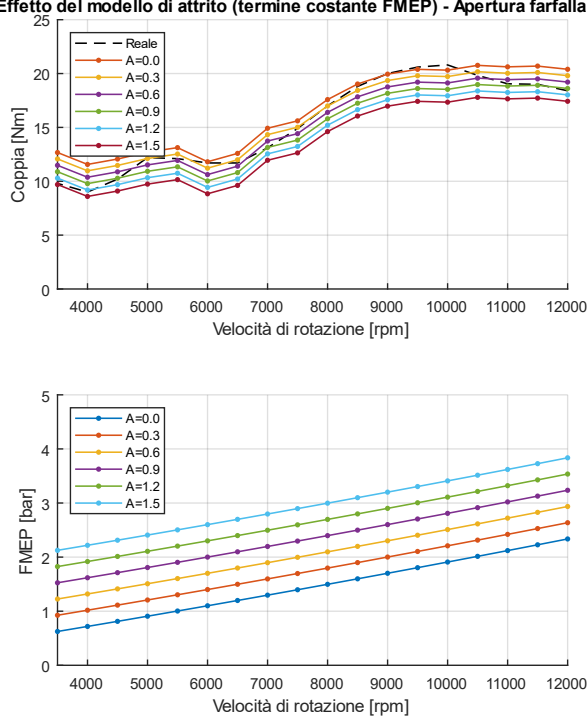 Effetto del modello di attrito (termine costante FMEP) - Apertura farfalla
25
20
15
10
5
0
Coppia [Nm]
Reale
A=0.0
A=0.3
A=0.6
A=0.9
A=1.2
A=1.5
4000 5000 6000 7000 8000 9000 10000 11000 12000
Velocità di rotazione [rpm]
5
4
3
2
1
0
FMEP [bar]
A=0.0
A=0.3
A=0.6
A=0.9
A=1.2
A=1.5
4000 5000 6000 7000 8000 9000 10000 11000 12000
Velocità di rotazione [rpm]